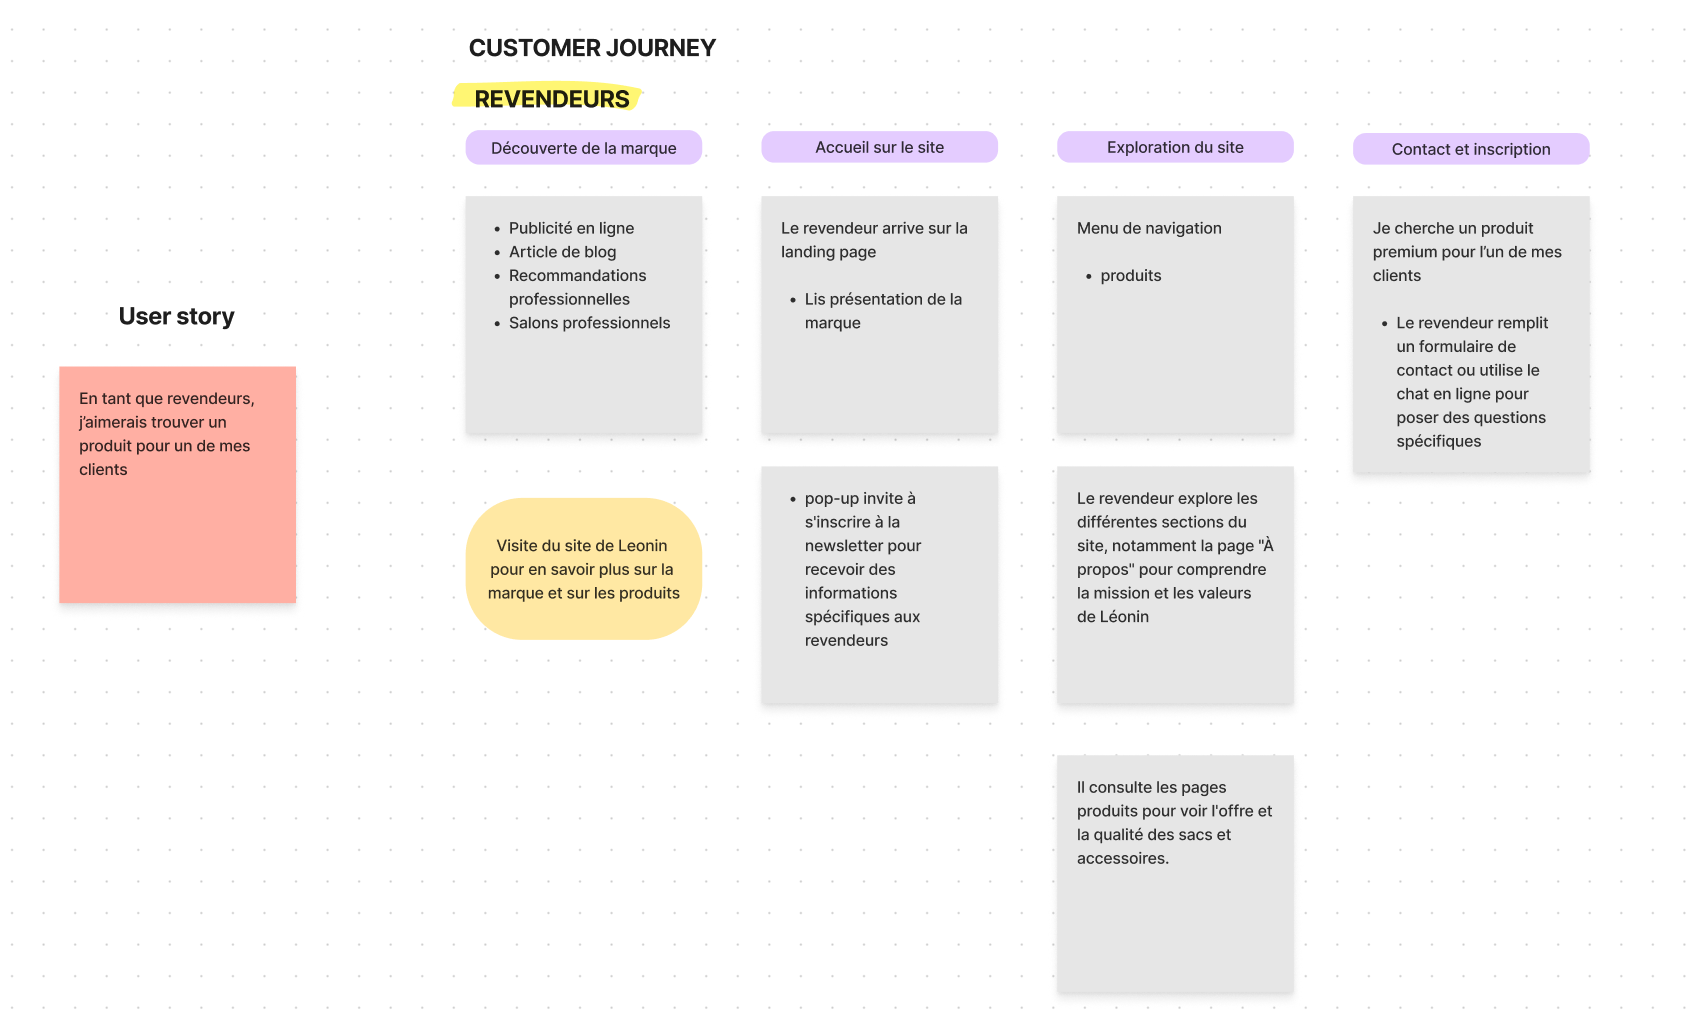 CUSTOMER JOURNEY
REVENDEURS
User story
En tant que revendeurs,
j’aimerais trouver un
produit pour un de mes
clients
Découverte de la marque
• Publicité en ligne
• Article de blog
• Recommandations
professionnelles
• Salons professionnels
Visite du site de Leonin
pour en savoir plus sur la
marque et sur les produits
Accueil sur le site
Le revendeur arrive sur la
landing page
• Lis présentation de la
marque
• pop-up invite à
s'inscrire à la
newsletter pour
recevoir des
informations
spécifiques aux
revendeurs
Exploration du site
Menu de navigation
• produits
Le revendeur explore les
différentes sections du
site, notamment la page "À
propos" pour comprendre
la mission et les valeurs
de Léonin
Il consulte les pages
produits pour voir l'offre et
la qualité des sacs et
accessoires.
Contact et inscription
Je cherche un produit
premium pour l’un de mes
clients
• Le revendeur remplit
un formulaire de
contact ou utilise le
chat en ligne pour
poser des questions
spécifiques